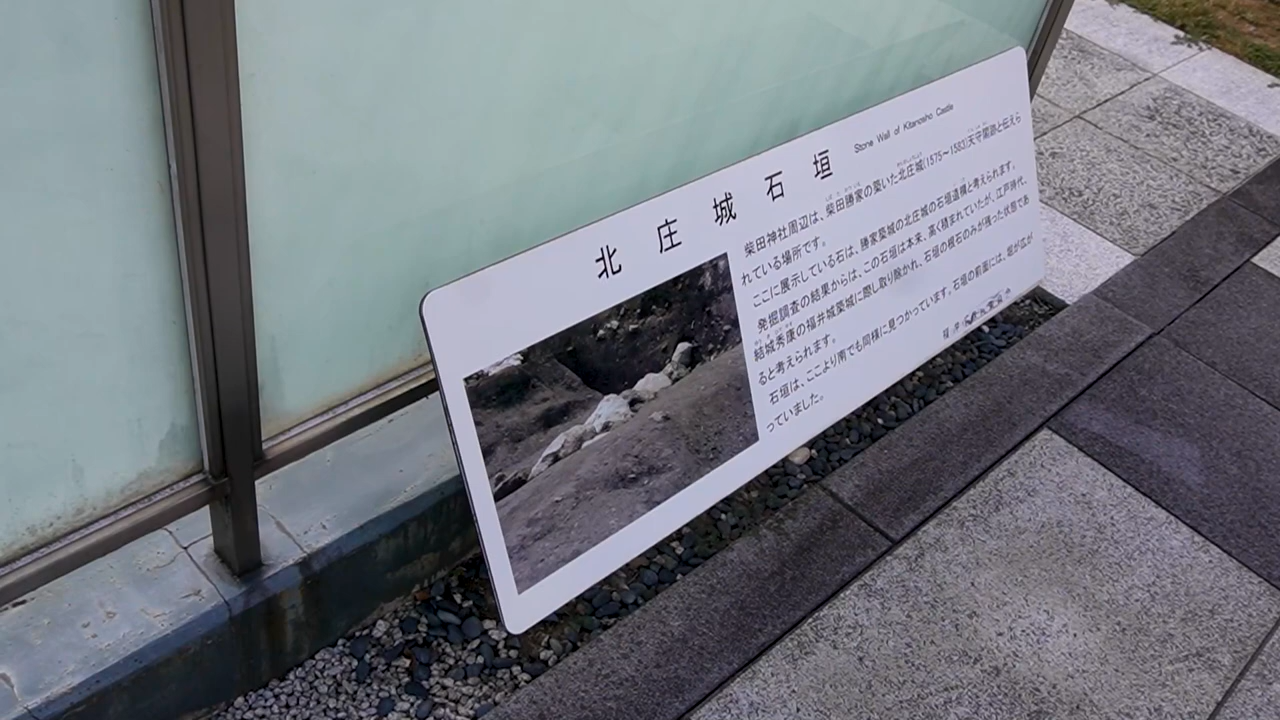 北庄城石垣 Stone Wall of Kitanosho Castle
柴田神社周辺は、柴田勝家の築いた北庄城(1575〜1583)天守閣跡と伝えら
れている場所です。
ここに展示している石は、勝家築城の北庄城の石垣遺構と考えられます。
発掘調査の結果からは、この石垣は本来、高く積まれていたが、江戸時代、
結城秀康の福井城築城に際し取り除かれ、石垣の根石のみが残った状態であ
ると考えられます。
石垣は、ここより南でも同様に見つかっています。石垣の前面には、堀が広が
っていました。